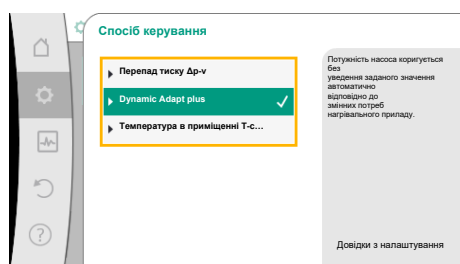 Спосіб керування
Перепад тиску Δp-v
Dynamic Adapt plus
Температура в приміщенні T-c...
Потужність насоса коригується
без
уведення заданого значення
автоматично
відповідно до
змінних потреб
нагрівального приладу.
Довідки з налаштування